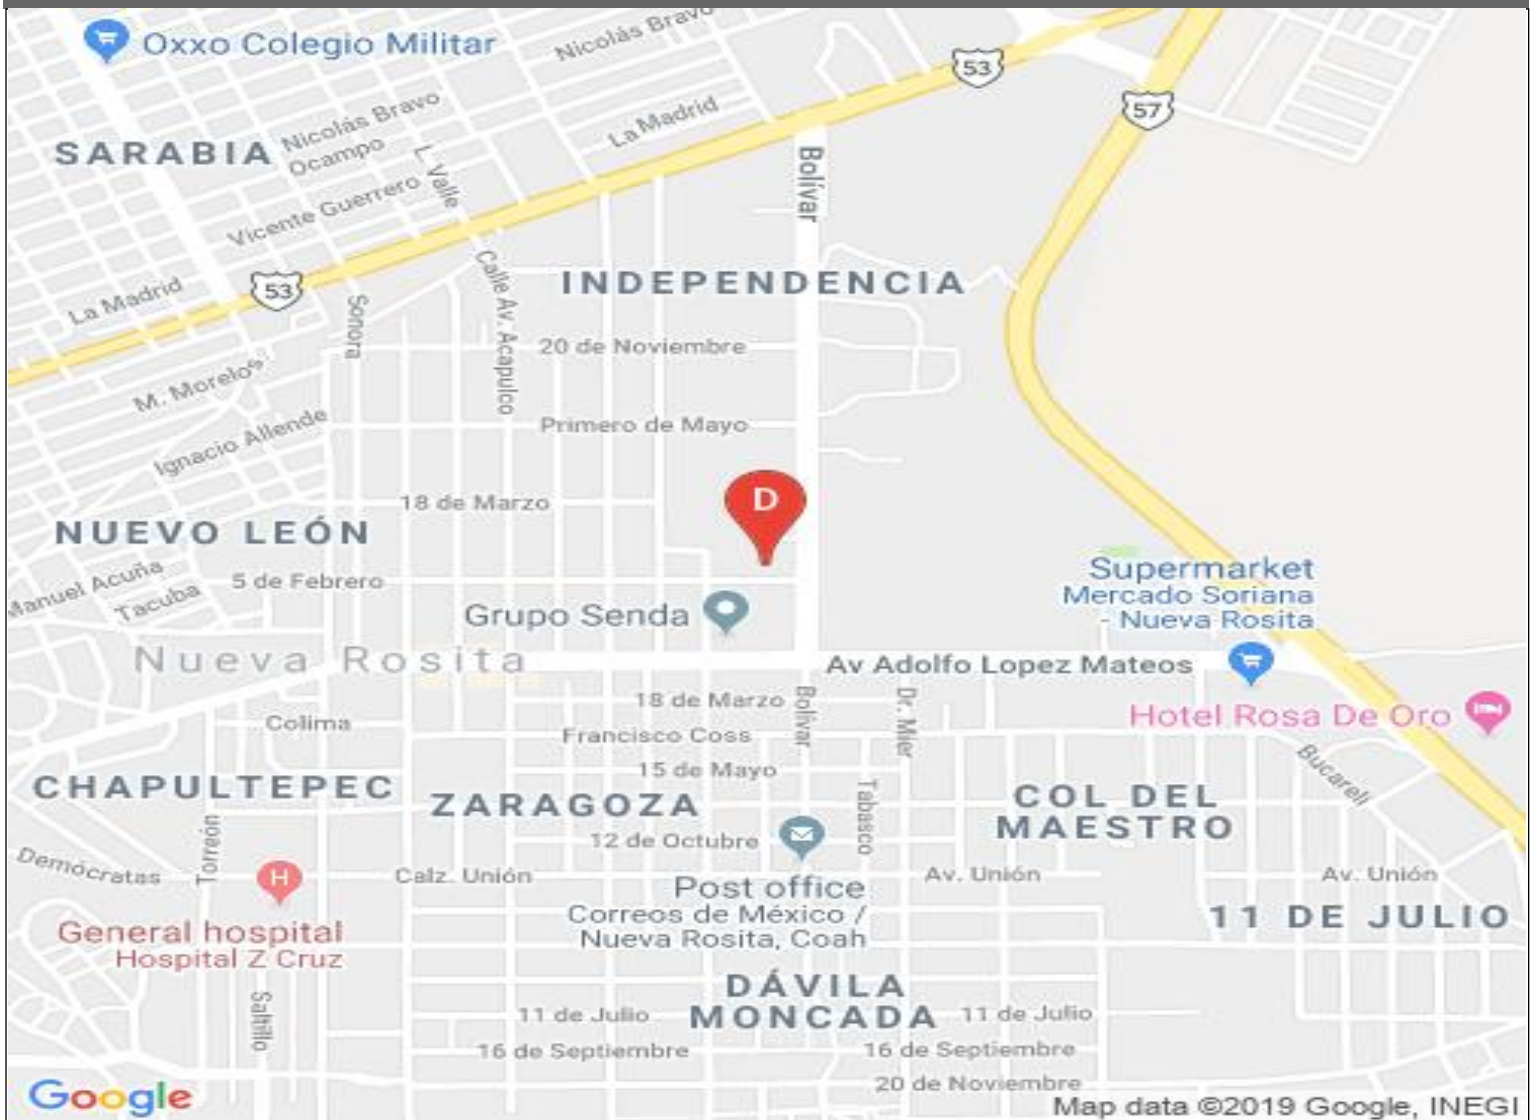 Oxxo Colegio Militar
Nicolás Bravo
53
57
Nicolás Bravo
La Madrid
SARABIA
Ocampo
L. Valle
Bolívar
Vicente Guerrero
La Madrid
53
Calle Av. Acapulco
INDEPENDENCIA
Sonora
20 de Noviembre
M. Morelos
Ignacio Allende
Primero de Mayo
18 de Marzo
D
NUEVO LEÓN
Manuel Acuña
Tacuba
5 de Febrero
Supermarket
Mercado Soriana
- Nueva Rosita
Grupo Senda
Nueva Rosita
Av Adolfo Lopez Mateos
18 de Marzo
Bolívar
Dr. Mier
Hotel Rosa De Oro
Colima
Francisco Coss
15 de Mayo
Bucareli
CHAPULTEPEC
ZARAGOZA
Tabasco
COL DEL
MAESTRO
Torreón
12 de Octubre
Demócratas
H
Calz. Unión
Post office
Correos de México /
Nueva Rosita, Coah
Av. Unión
Av. Unión
11 DE JULIO
General hospital
Hospital Z Cruz
DÁVILA
MONCADA
Saltillo
11 de Julio
11 de Julio
16 de Septiembre
16 de Septiembre
20 de Noviembre
Google
Map data ©2019 Google, INEGI